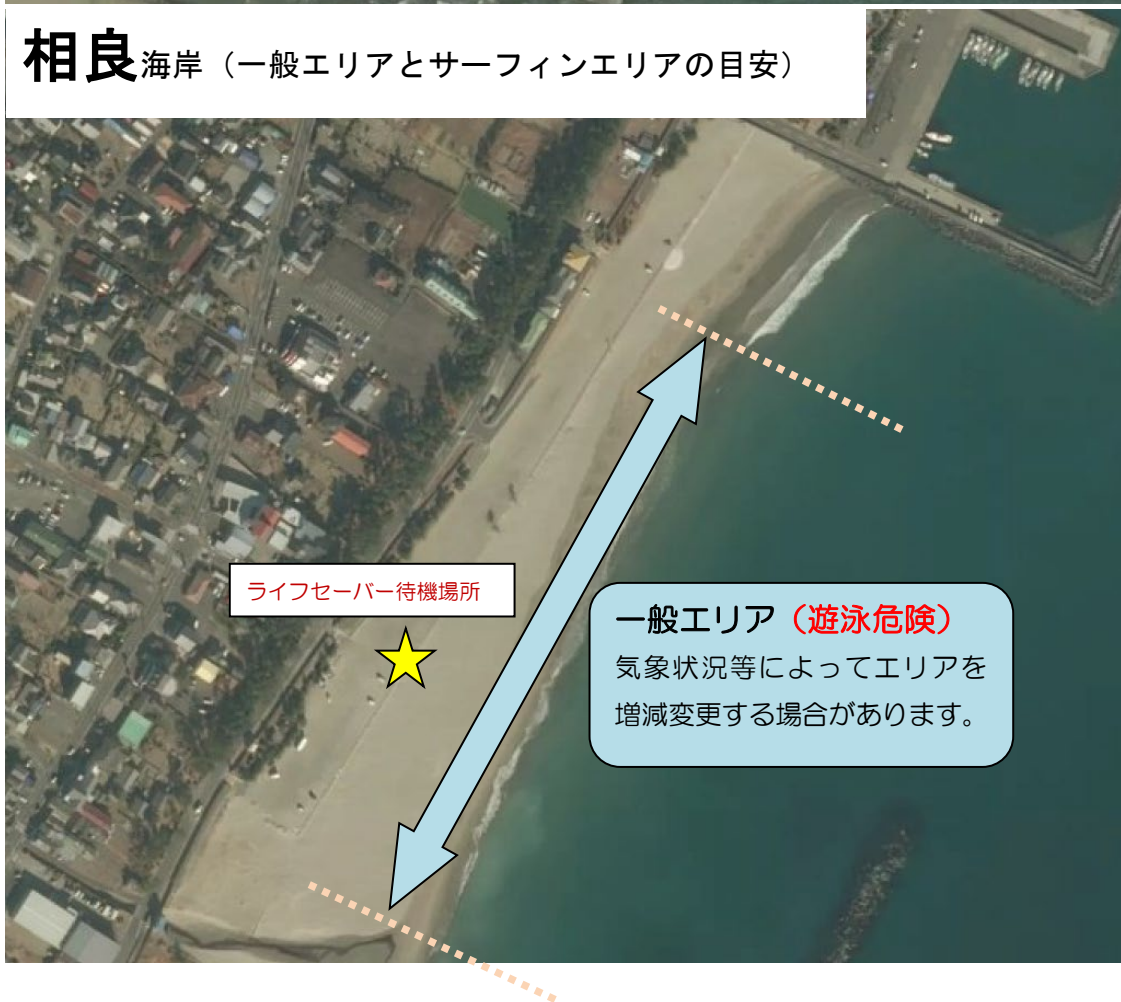 相良海岸（一般エリアとサーフィンエリアの目安）
ライフセーバー待機場所
一般エリア（遊泳危険）
気象状況等によってエリアを
増減変更する場合があります。